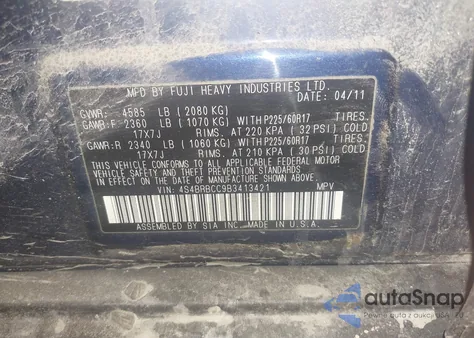 MFD BY FUJI HEAVY INDUSTRIES LTD.
DATE: 04/11
GVWR: 4585 LB (2080 KG)
GAWR:F 2360 LB (1070 KG) WITH P225/60R17 TIRES.
17X7J RIMS. AT 220 KPA (32 PSI) COLD
GAWR:R 2340 LB (1060 KG) WITH P225/60R17 TIRES.
17X7J RIMS. AT 210 KPA (30 PSI) COLD
THIS VEHICLE CONFORMS TO ALL APPLICABLE FEDERAL MOTOR
VEHICLE SAFETY, BUMPER AND THEFT PREVENTION STANDARDS
IN EFFECT ON THE DATE OF MANUFACTURE SHOWN ABOVE.
VIN: 4S4BRBCC9B3413421 MPV
ASSEMBLED BY SIA INC. MADE IN U.S.A.
autoSnap
Pewne auto z aukcji